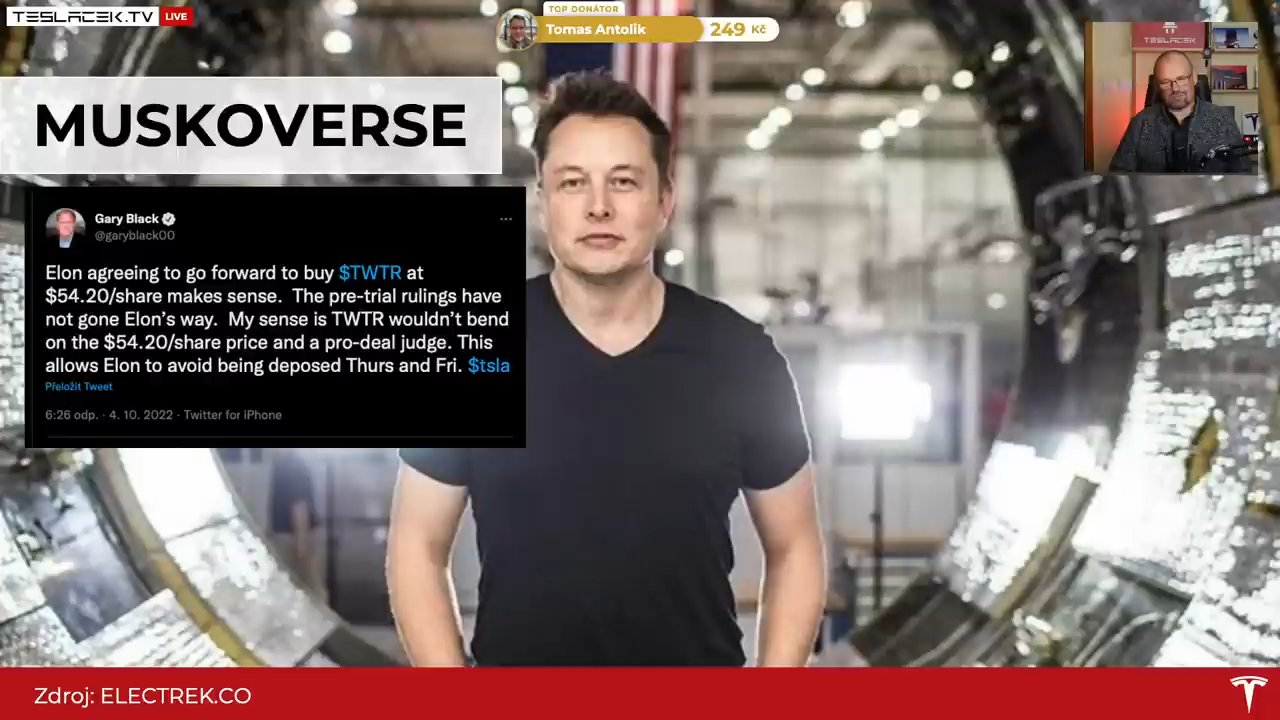 TESLACEK.TV LIVE
TOP DONÁTOR
Tomas Antolik 249 Kč
TESLACEK
MUSKOVERSE
Gary Black
@garyblack00
Elon agreeing to go forward to buy $TWTR at
$54.20/share makes sense.  The pre-trial rulings have
not gone Elon’s way.  My sense is TWTR wouldn’t bend
on the $54.20/share price and a pro-deal judge. This
allows Elon to avoid being deposed Thurs and Fri. $tsla
Přeložit Tweet
6:26 odp. · 4. 10. 2022 · Twitter for iPhone
Zdroj: ELECTREK.CO